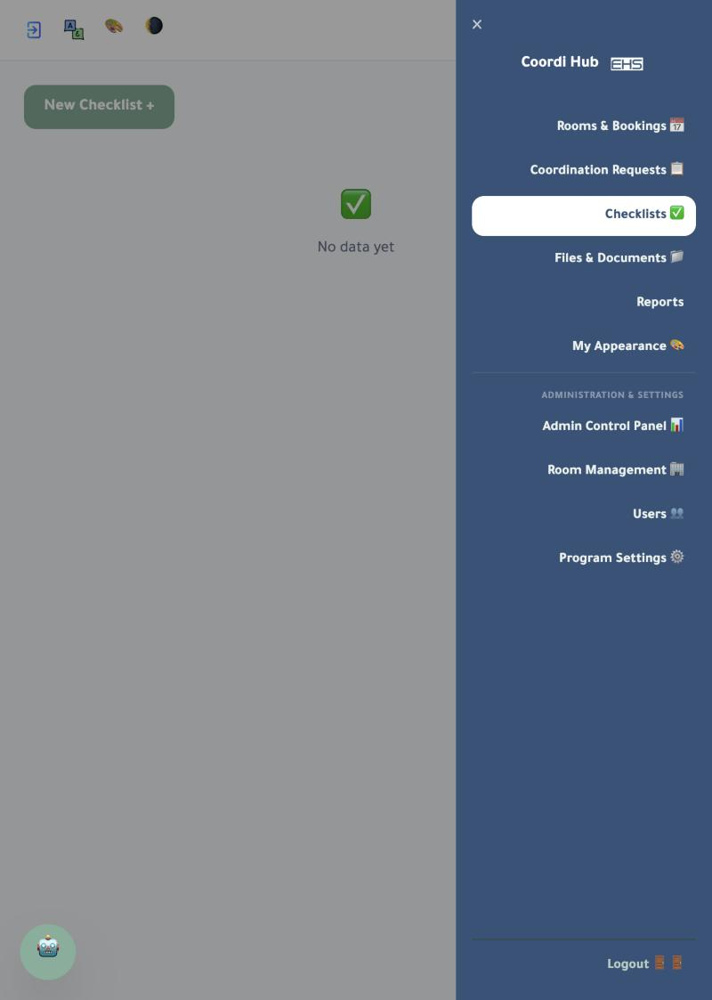 ×
Coordi Hub EHS
New Checklist +
No data yet
Rooms & Bookings
Coordination Requests
Checklists
Files & Documents
Reports
My Appearance
ADMINISTRATION & SETTINGS
Admin Control Panel
Room Management
Users
Program Settings
Logout